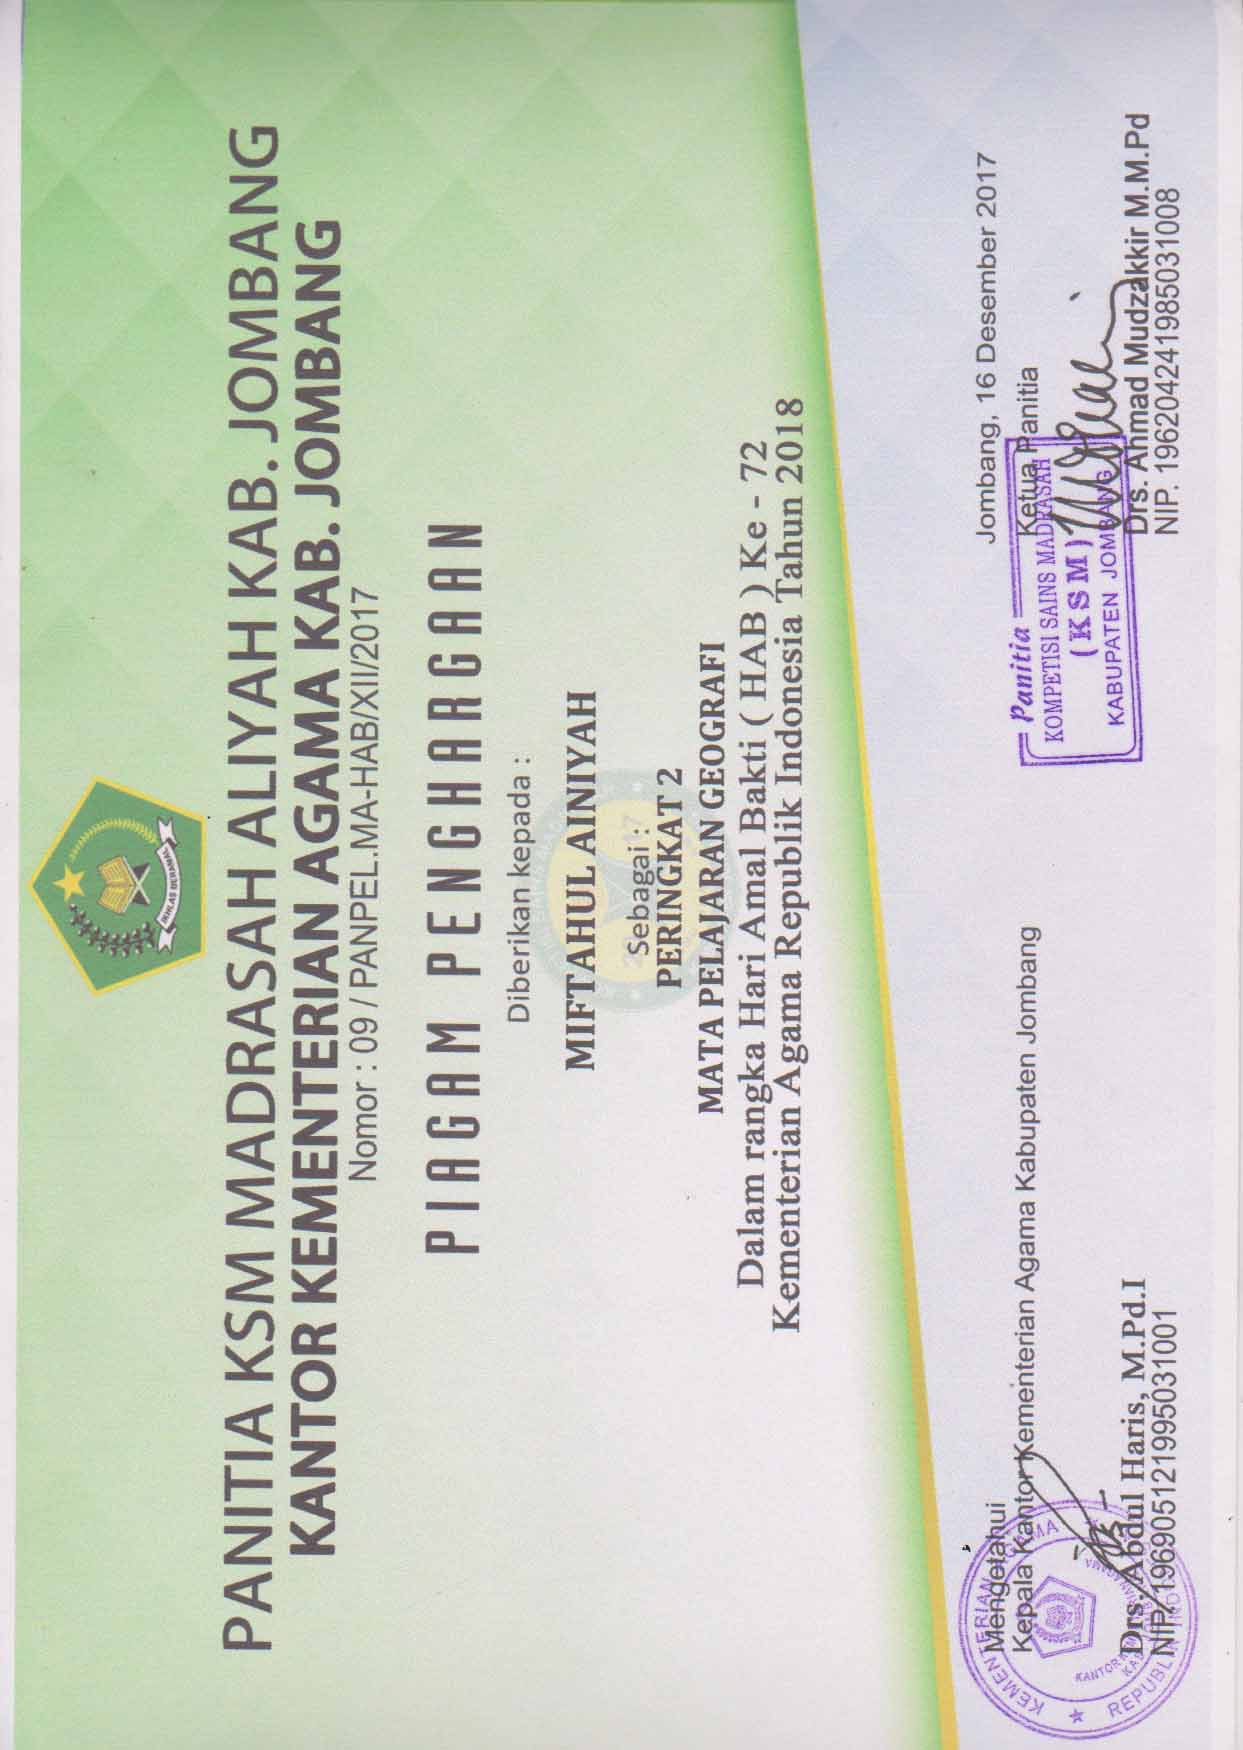 IKHLAS BERAMAL
PANITIA KSM MADRASAH ALIYAH KAB. JOMBANG
KANTOR KEMENTERIAN AGAMA KAB. JOMBANG
Nomor : 09 / PANPEL.MA-HAB/XII/2017
PIAGAM PENGHARGAAN
Diberikan kepada :
MIFTAHUL AINIYAH
Sebagai :
PERINGKAT 2
MATA PELAJARAN GEOGRAFI
Dalam rangka Hari Amal Bakti ( HAB ) Ke - 72
Kementerian Agama Republik Indonesia Tahun 2018
Mengetahui
Kepala Kantor Kementerian Agama Kabupaten Jombang
KEMENTERIAN AGAMA
REPUBLIK INDO
Drs. Abdul Haris, M.Pd.I
NIP. 196905121995031001
Jombang, 16 Desember 2017
Ketua Panitia
Panitia
KOMPETISI SAINS MADRASAH
( K S M )
KABUPATEN JOMBANG
Drs. Ahmad Mudzakkir M.M.Pd
NIP. 196204241985031008